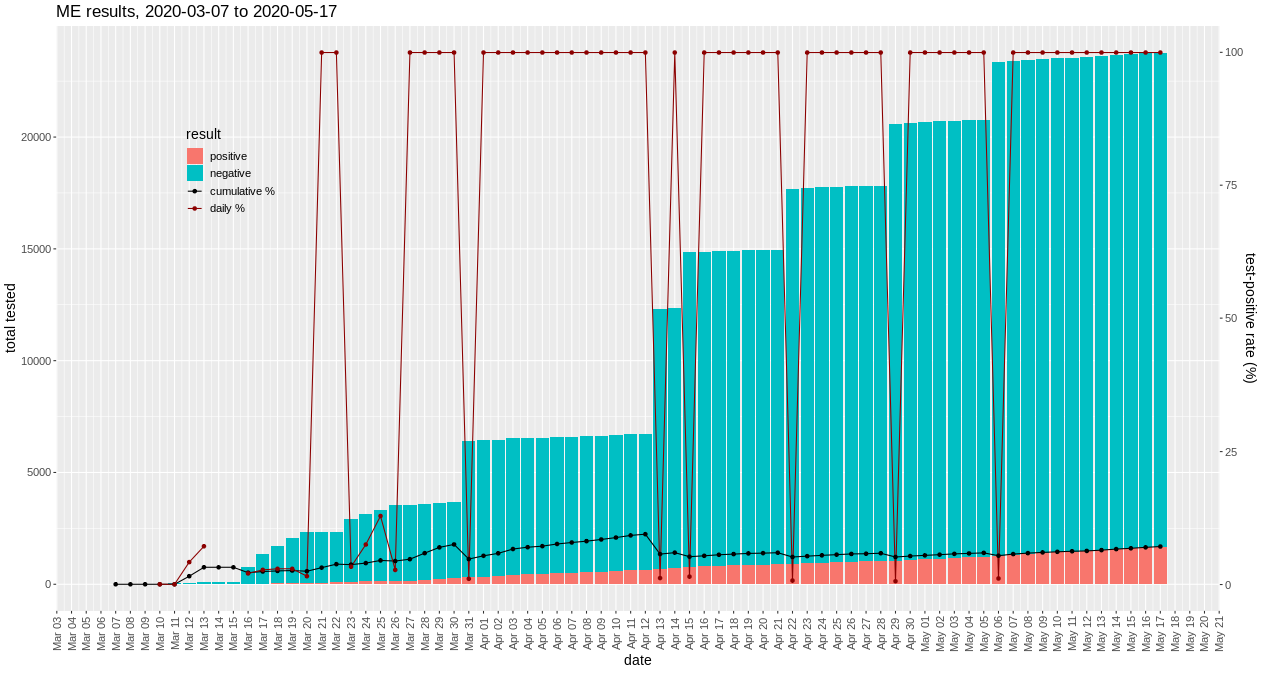 ME results, 2020-03-07 to 2020-05-17
result
positive
negative
cumulative %
daily %
total tested
20000
15000
10000
5000
0
100
75
50
25
0
test-positive rate (%)
Mar 03
Mar 04
Mar 05
Mar 06
Mar 07
Mar 08
Mar 09
Mar 10
Mar 11
Mar 12
Mar 13
Mar 14
Mar 15
Mar 16
Mar 17
Mar 18
Mar 19
Mar 20
Mar 21
Mar 22
Mar 23
Mar 24
Mar 25
Mar 26
Mar 27
Mar 28
Mar 29
Mar 30
Mar 31
Apr 01
Apr 02
Apr 03
Apr 04
Apr 05
Apr 06
Apr 07
Apr 08
Apr 09
Apr 10
Apr 11
Apr 12
Apr 13
Apr 14
Apr 15
Apr 16
Apr 17
Apr 18
Apr 19
Apr 20
Apr 21
Apr 22
Apr 23
Apr 24
Apr 25
Apr 26
Apr 27
Apr 28
Apr 29
Apr 30
May 01
May 02
May 03
May 04
May 05
May 06
May 07
May 08
May 09
May 10
May 11
May 12
May 13
May 14
May 15
May 16
May 17
May 18
May 19
May 20
May 21
date